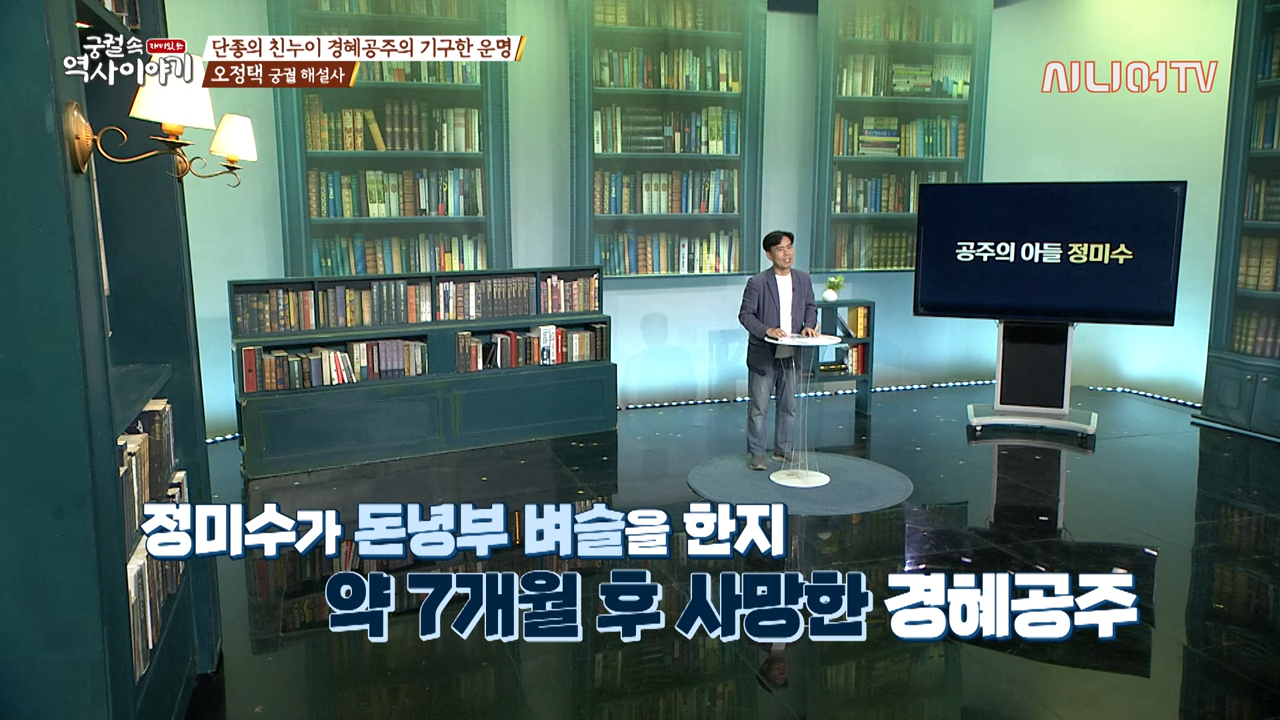 궁궐 속 재미있는
역사이야기
단종의 친누이 경혜공주의 기구한 운명
오정택 궁궐 해설사
시니어TV
공주의 아들 정미수
정미수가 돈녕부 벼슬을 한지
약 7개월 후 사망한 경혜공주